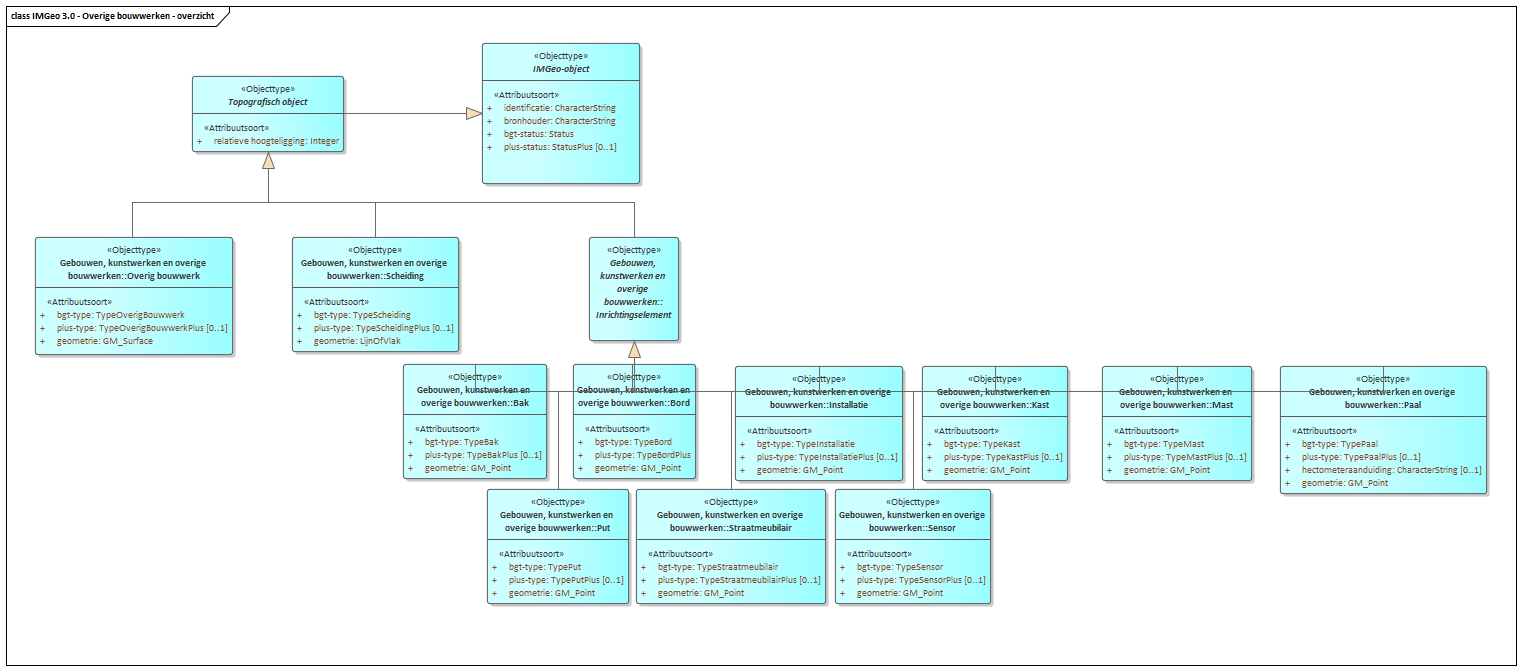 class IMGeo 3.0 - Overige bouwwerken - overzicht
«Objecttype»
IMGeo-object
«Attribuutsoort»
+ identificatie: CharacterString
+ bronhouder: CharacterString
+ bgt-status: Status
+ plus-status: StatusPlus [0..1]
«Objecttype»
Topografisch object
«Attribuutsoort»
+ relatieve hoogteligging: Integer
«Objecttype»
Gebouwen, kunstwerken en overige
bouwwerken::Overig bouwwerk
«Attribuutsoort»
+ bgt-type: TypeOverigBouwwerk
+ plus-type: TypeOverigBouwwerkPlus [0..1]
+ geometrie: GM_Surface
«Objecttype»
Gebouwen, kunstwerken en overige
bouwwerken::Scheiding
«Attribuutsoort»
+ bgt-type: TypeScheiding
+ plus-type: TypeScheidingPlus [0..1]
+ geometrie: LijnOfVlak
«Objecttype»
Gebouwen,
kunstwerken en
overige
bouwwerken::
Inrichtingselement
«Objecttype»
Gebouwen, kunstwerken en
overige bouwwerken::Bak
«Attribuutsoort»
+ bgt-type: TypeBak
+ plus-type: TypeBakPlus [0..1]
+ geometrie: GM_Point
«Objecttype»
Gebouwen, kunstwerken en
overige bouwwerken::Bord
«Attribuutsoort»
+ bgt-type: TypeBord
+ plus-type: TypeBordPlus
+ geometrie: GM_Point
«Objecttype»
Gebouwen, kunstwerken en overige
bouwwerken::Installatie
«Attribuutsoort»
+ bgt-type: TypeInstallatie
+ plus-type: TypeInstallatiePlus [0..1]
+ geometrie: GM_Point
«Objecttype»
Gebouwen, kunstwerken en
overige bouwwerken::Kast
«Attribuutsoort»
+ bgt-type: TypeKast
+ plus-type: TypeKastPlus [0..1]
+ geometrie: GM_Point
«Objecttype»
Gebouwen, kunstwerken en
overige bouwwerken::Mast
«Attribuutsoort»
+ bgt-type: TypeMast
+ plus-type: TypeMastPlus [0..1]
+ geometrie: GM_Point
«Objecttype»
Gebouwen, kunstwerken en overige
bouwwerken::Paal
«Attribuutsoort»
+ bgt-type: TypePaal
+ plus-type: TypePaalPlus [0..1]
+ hectometeraanduiding: CharacterString [0..1]
+ geometrie: GM_Point
«Objecttype»
Gebouwen, kunstwerken en
overige bouwwerken::Put
«Attribuutsoort»
+ bgt-type: TypePut
+ plus-type: TypePutPlus [0..1]
+ geometrie: GM_Point
«Objecttype»
Gebouwen, kunstwerken en overige
bouwwerken::Straatmeubilair
«Attribuutsoort»
+ bgt-type: TypeStraatmeubilair
+ plus-type: TypeStraatmeubilairPlus [0..1]
+ geometrie: GM_Point
«Objecttype»
Gebouwen, kunstwerken en overige
bouwwerken::Sensor
«Attribuutsoort»
+ bgt-type: TypeSensor
+ plus-type: TypeSensorPlus [0..1]
+ geometrie: GM_Point